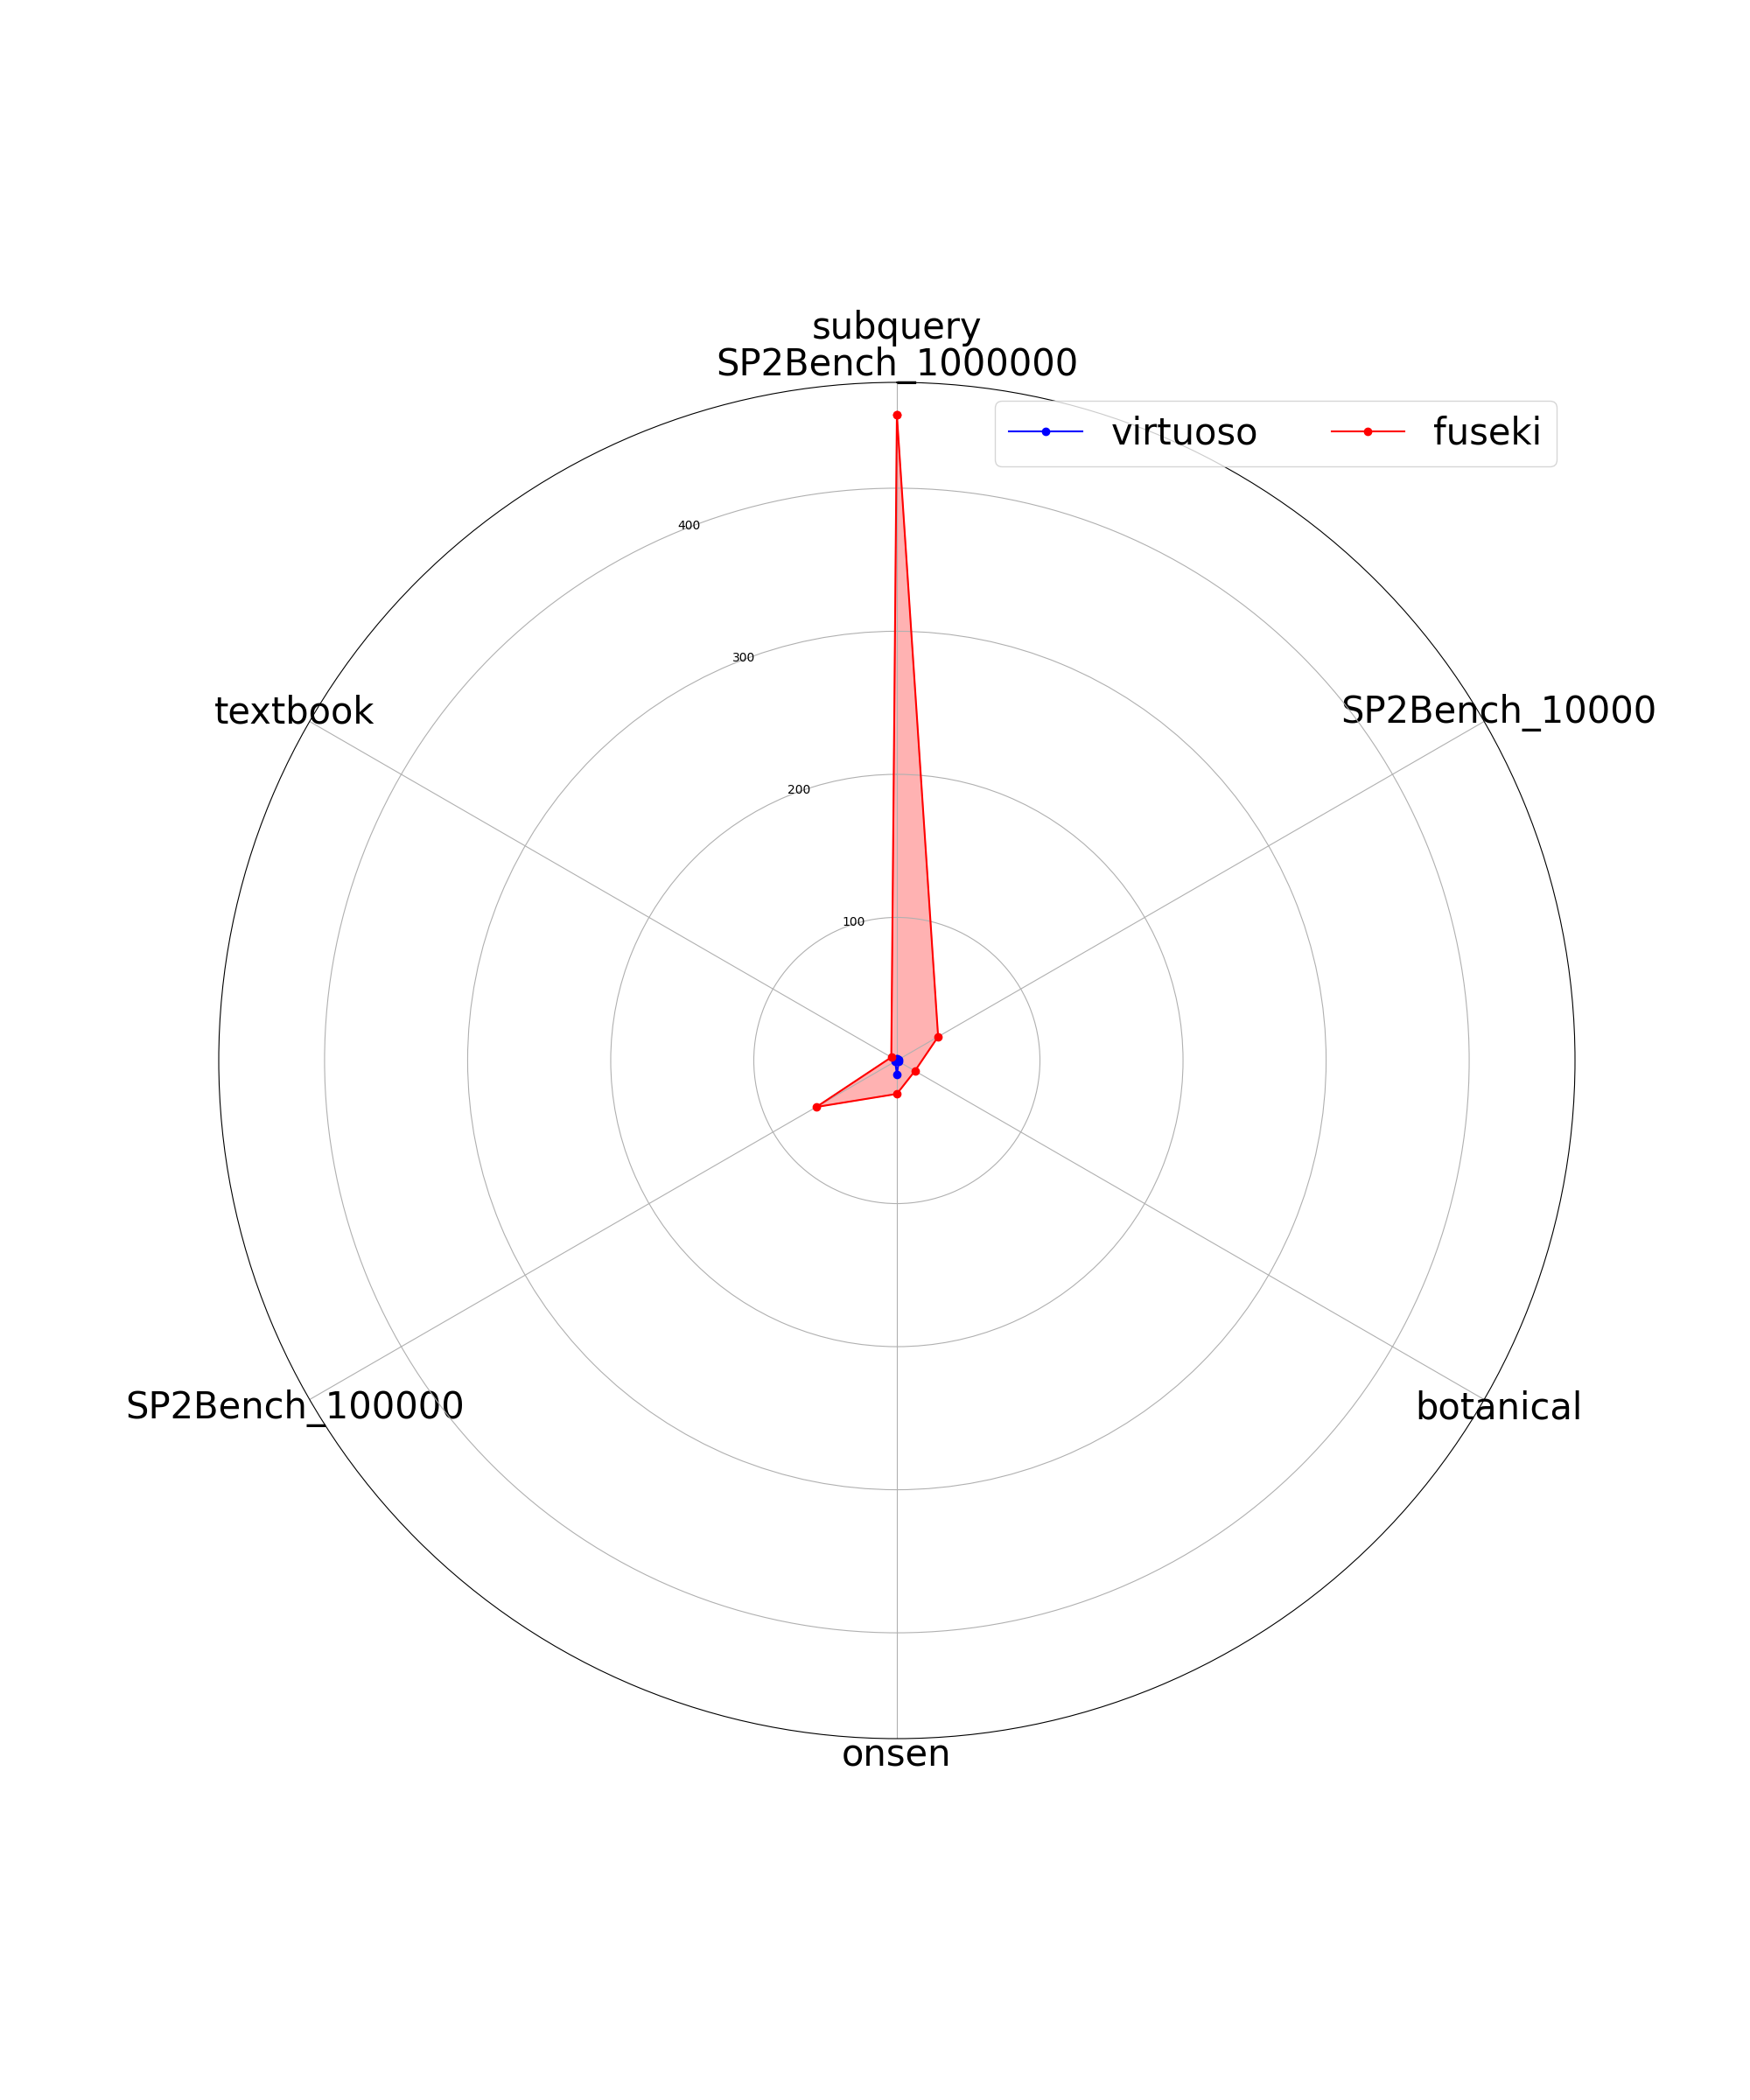 subquery
SP2Bench_1000000
virtuoso
fuseki
400
300
textbook
SP2Bench_10000
200
100
SP2Bench_100000
botanical
onsen